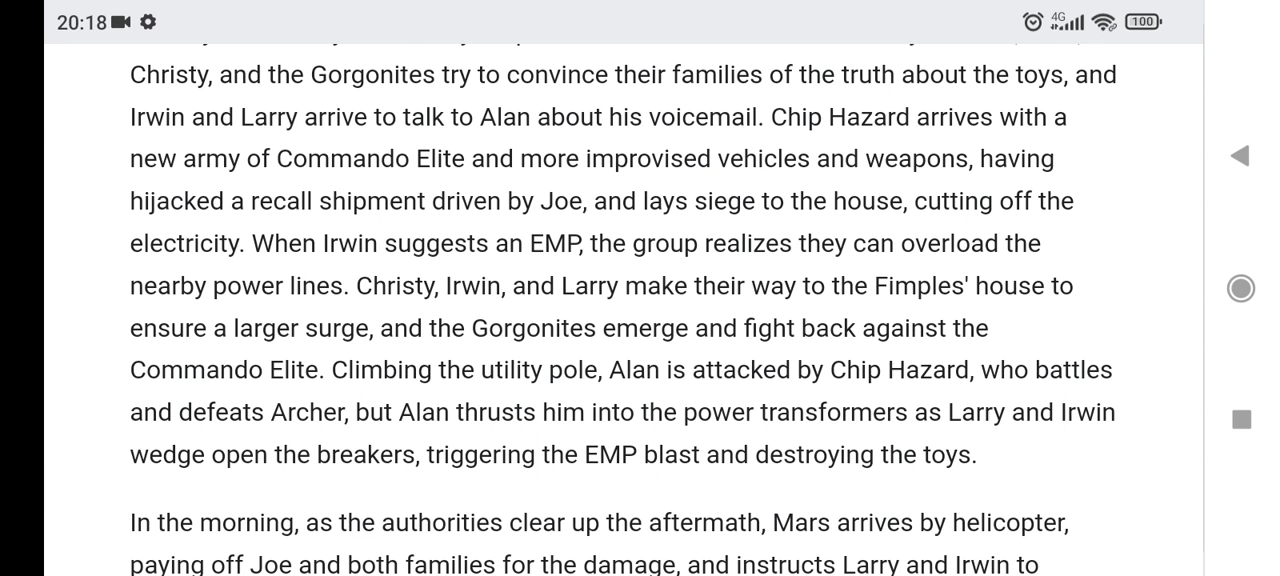 20:18
4G
100
Christy, and the Gorgonites try to convince their families of the truth about the toys, and
Irwin and Larry arrive to talk to Alan about his voicemail. Chip Hazard arrives with a
new army of Commando Elite and more improvised vehicles and weapons, having
hijacked a recall shipment driven by Joe, and lays siege to the house, cutting off the
electricity. When Irwin suggests an EMP, the group realizes they can overload the
nearby power lines. Christy, Irwin, and Larry make their way to the Fimples' house to
ensure a larger surge, and the Gorgonites emerge and fight back against the
Commando Elite. Climbing the utility pole, Alan is attacked by Chip Hazard, who battles
and defeats Archer, but Alan thrusts him into the power transformers as Larry and Irwin
wedge open the breakers, triggering the EMP blast and destroying the toys.
In the morning, as the authorities clear up the aftermath, Mars arrives by helicopter,
paying off Joe and both families for the damage, and instructs Larry and Irwin to